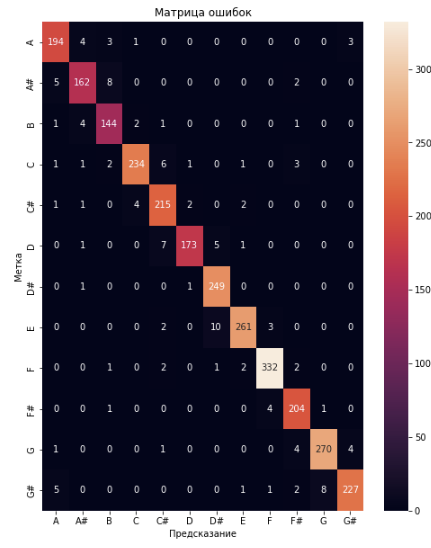 Матрица ошибок
A 194 4 3 1 0 0 0 0 0 0 0 3
A# 5 162 8 0 0 0 0 0 0 2 0 0
B 1 4 144 2 1 0 0 0 0 1 0 0
C 1 1 2 234 6 1 0 1 0 3 0 0
C# 1 1 0 4 215 2 0 2 0 0 0 0
D 0 1 0 0 7 173 5 1 0 0 0 0
D# 0 1 0 0 0 1 249 0 0 0 0 0
E 0 0 0 0 2 0 10 261 3 0 0 0
F 0 0 1 0 2 0 1 2 332 2 0 0
F# 0 0 1 0 0 0 0 0 4 204 1 0
G 1 0 0 0 1 0 0 0 0 4 270 4
G# 5 0 0 0 0 0 0 1 1 2 8 227
A A# B C C# D D# E F F# G G#
Предсказание
Метка
300
250
200
150
100
50
0